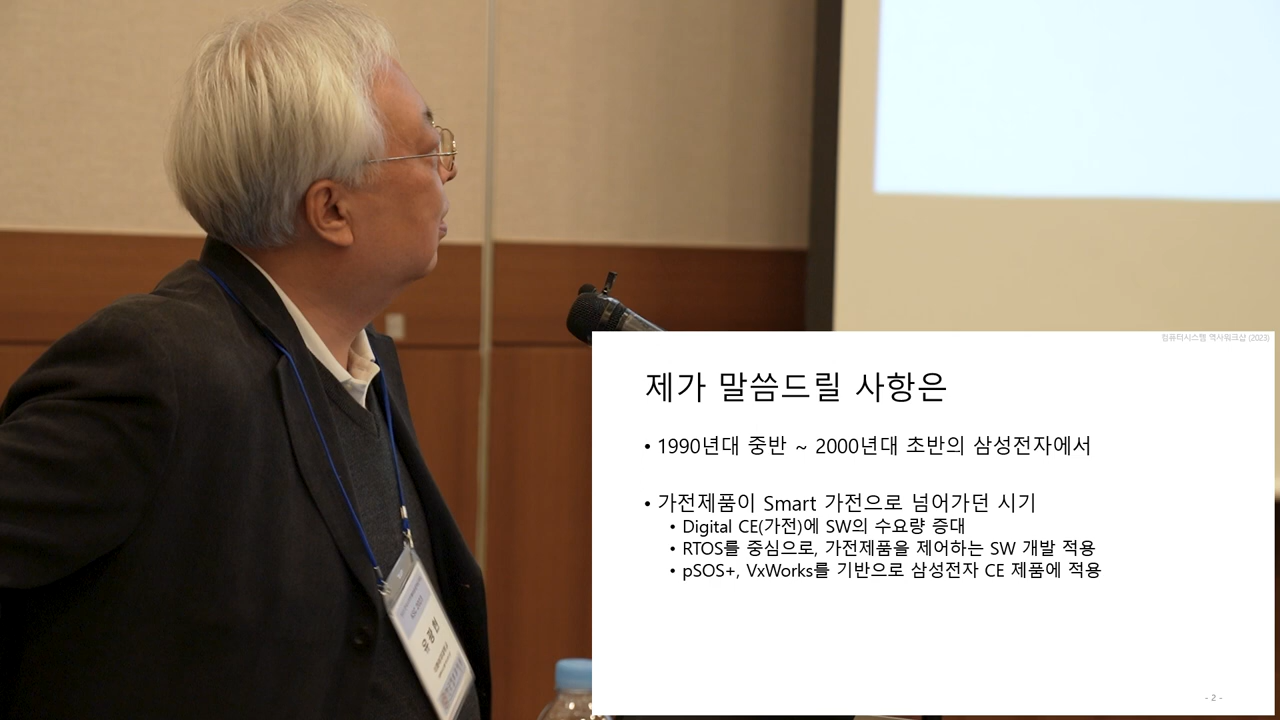 컴퓨터시스템 역사워크샵 (2023)
제가 말씀드릴 사항은
• 1990년대 중반 ~ 2000년대 초반의 삼성전자에서
• 가전제품이 Smart 가전으로 넘어가던 시기
• Digital CE(가전)에 SW의 수요량 증대
• RTOS를 중심으로, 가전제품을 제어하는 SW 개발 적용
• pSOS+, VxWorks를 기반으로 삼성전자 CE 제품에 적용
- 2 -